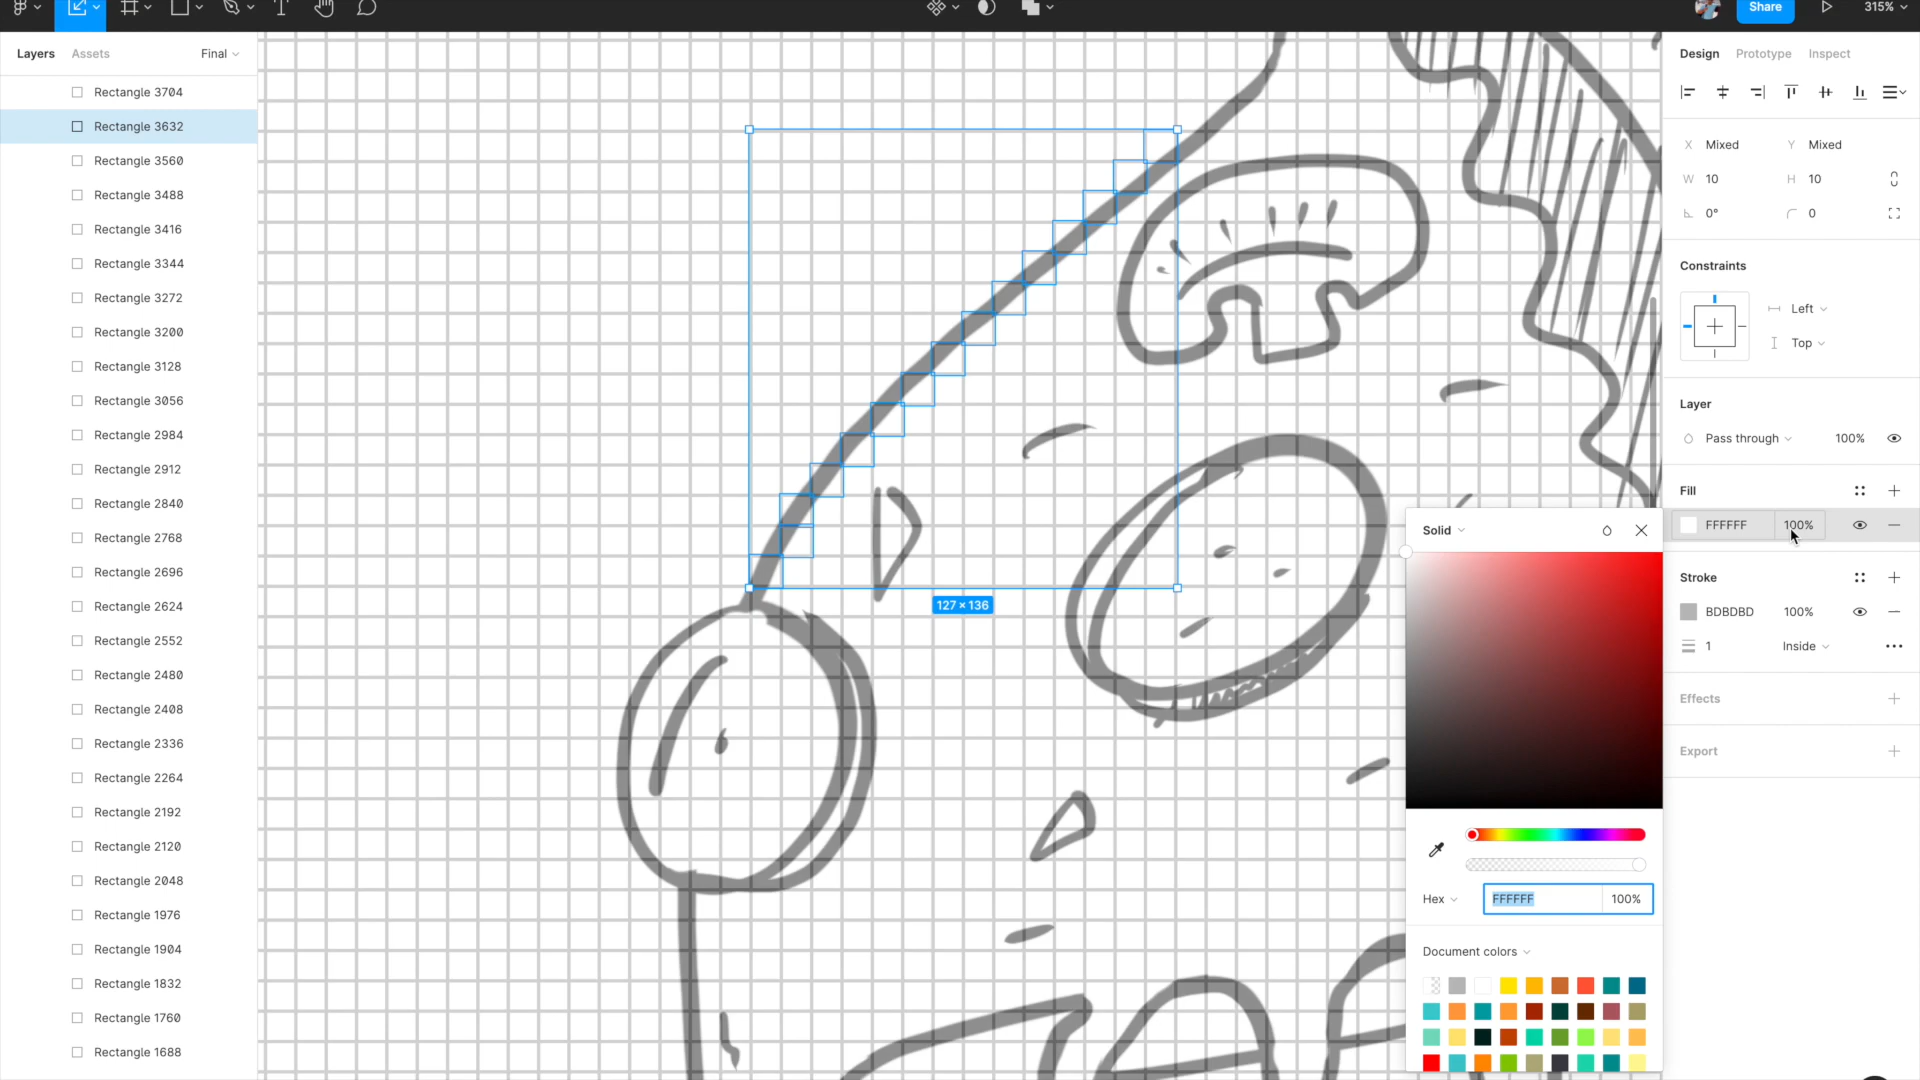 Share
315%
Layers
Assets
Final
Rectangle 3704
Rectangle 3632
Rectangle 3560
Rectangle 3488
Rectangle 3416
Rectangle 3344
Rectangle 3272
Rectangle 3200
Rectangle 3128
Rectangle 3056
Rectangle 2984
Rectangle 2912
Rectangle 2840
Rectangle 2768
Rectangle 2696
Rectangle 2624
Rectangle 2552
Rectangle 2480
Rectangle 2408
Rectangle 2336
Rectangle 2264
Rectangle 2192
Rectangle 2120
Rectangle 2048
Rectangle 1976
Rectangle 1904
Rectangle 1832
Rectangle 1760
Rectangle 1688
127 × 136
Design
Prototype
Inspect
X Mixed
Y Mixed
W 10
H 10
0°
0
Constraints
Left
Top
Layer
Pass through
100%
Fill
FFFFFF
100%
Stroke
BDBDBD
100%
1
Inside
Effects
Export
Solid
Hex
FFFFFF
100%
Document colors